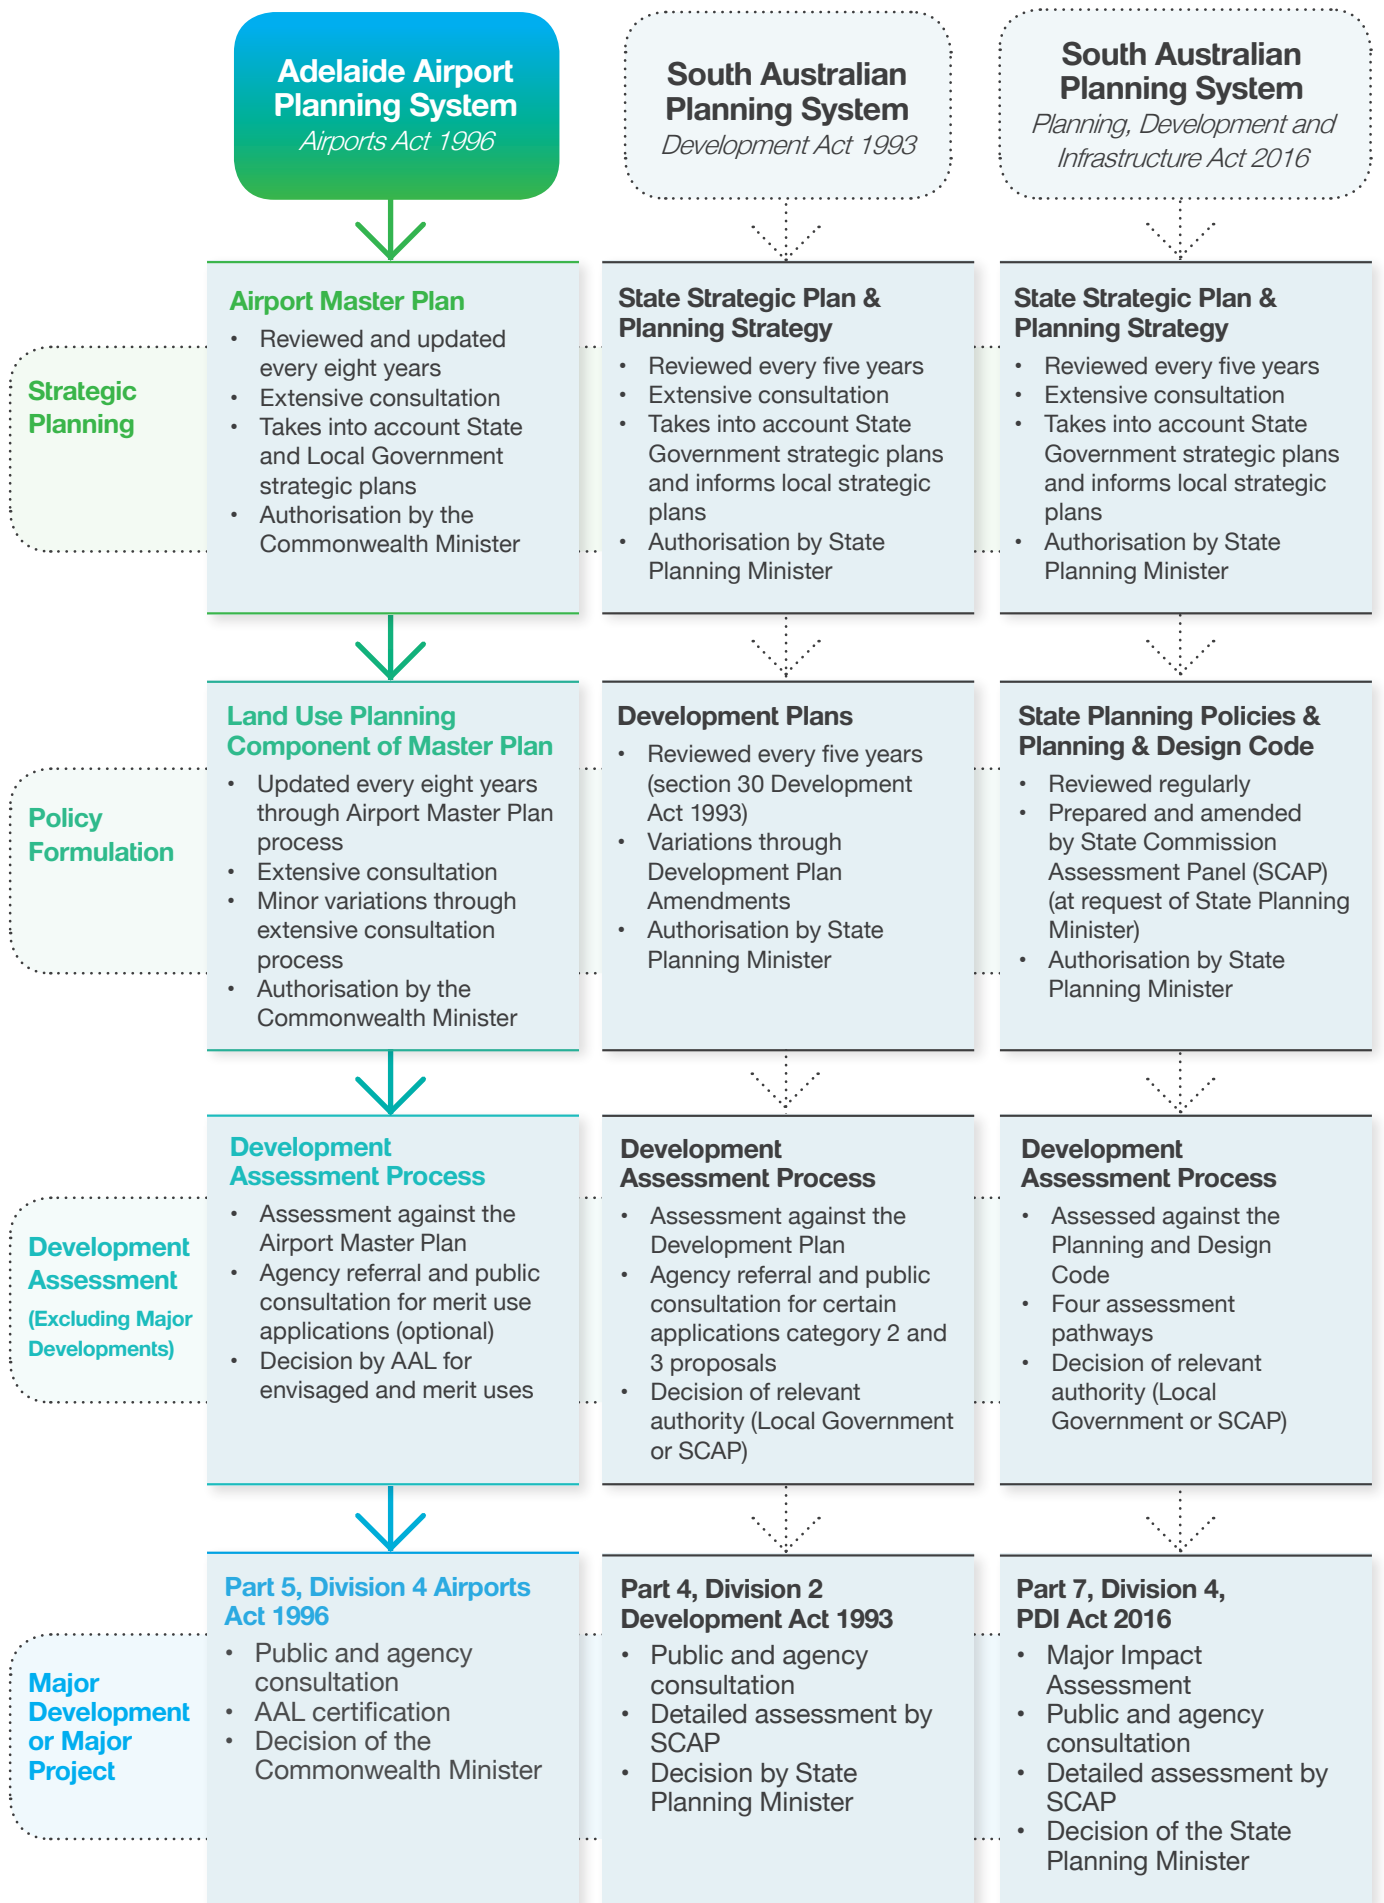 Adelaide Airport
Planning System
Airports Act 1996
South Australian
Planning System
Development Act 1993
South Australian
Planning System
Planning, Development and
Infrastructure Act 2016
Strategic
Planning
Airport Master Plan
• Reviewed and updated
every eight years
• Extensive consultation
• Takes into account State
and Local Government
strategic plans
• Authorisation by the
Commonwealth Minister
State Strategic Plan &
Planning Strategy
• Reviewed every five years
• Extensive consultation
• Takes into account State
Government strategic plans
and informs local strategic
plans
• Authorisation by State
Planning Minister
State Strategic Plan &
Planning Strategy
• Reviewed every five years
• Extensive consultation
• Takes into account State
Government strategic plans
and informs local strategic
plans
• Authorisation by State
Planning Minister
Policy
Formulation
Land Use Planning
Component of Master Plan
• Updated every eight years
through Airport Master Plan
process
• Extensive consultation
• Minor variations through
extensive consultation
process
• Authorisation by the
Commonwealth Minister
Development Plans
• Reviewed every five years
(section 30 Development
Act 1993)
• Variations through
Development Plan
Amendments
• Authorisation by State
Planning Minister
State Planning Policies &
Planning & Design Code
• Reviewed regularly
• Prepared and amended
by State Commission
Assessment Panel (SCAP)
(at request of State Planning
Minister)
• Authorisation by State
Planning Minister
Development
Assessment
(Excluding Major
Developments)
Development
Assessment Process
• Assessment against the
Airport Master Plan
• Agency referral and public
consultation for merit use
applications (optional)
• Decision by AAL for
envisaged and merit uses
Development
Assessment Process
• Assessment against the
Development Plan
• Agency referral and public
consultation for certain
applications category 2 and
3 proposals
• Decision of relevant
authority (Local Government
or SCAP)
Development
Assessment Process
• Assessed against the
Planning and Design
Code
• Four assessment
pathways
• Decision of relevant
authority (Local
Government or SCAP)
Major
Development
or Major
Project
Part 5, Division 4 Airports
Act 1996
• Public and agency
consultation
• AAL certification
• Decision of the
Commonwealth Minister
Part 4, Division 2
Development Act 1993
• Public and agency
consultation
• Detailed assessment by
SCAP
• Decision by State
Planning Minister
Part 7, Division 4,
PDI Act 2016
• Major Impact
Assessment
• Public and agency
consultation
• Detailed assessment by
SCAP
• Decision of the State
Planning Minister